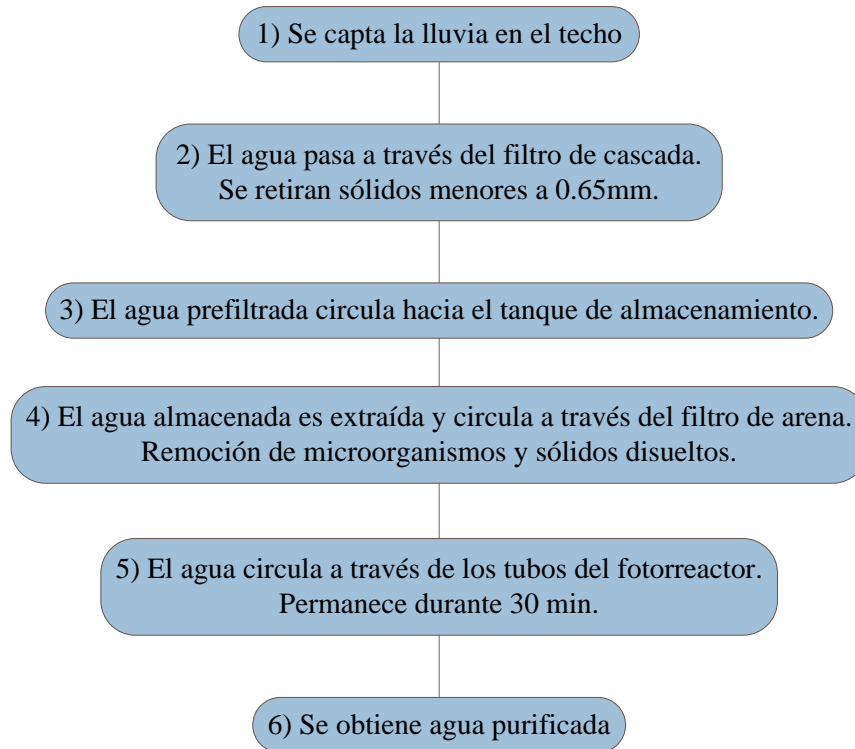 1) Se capta la lluvia en el techo
2) El agua pasa a través del filtro de cascada.
Se retiran sólidos menores a 0.65mm.
3) El agua prefiltrada circula hacia el tanque de almacenamiento.
4) El agua almacenada es extraída y circula a través del filtro de arena.
Remoción de microorganismos y sólidos disueltos.
5) El agua circula a través de los tubos del fotorreactor.
Permanece durante 30 min.
6) Se obtiene agua purificada